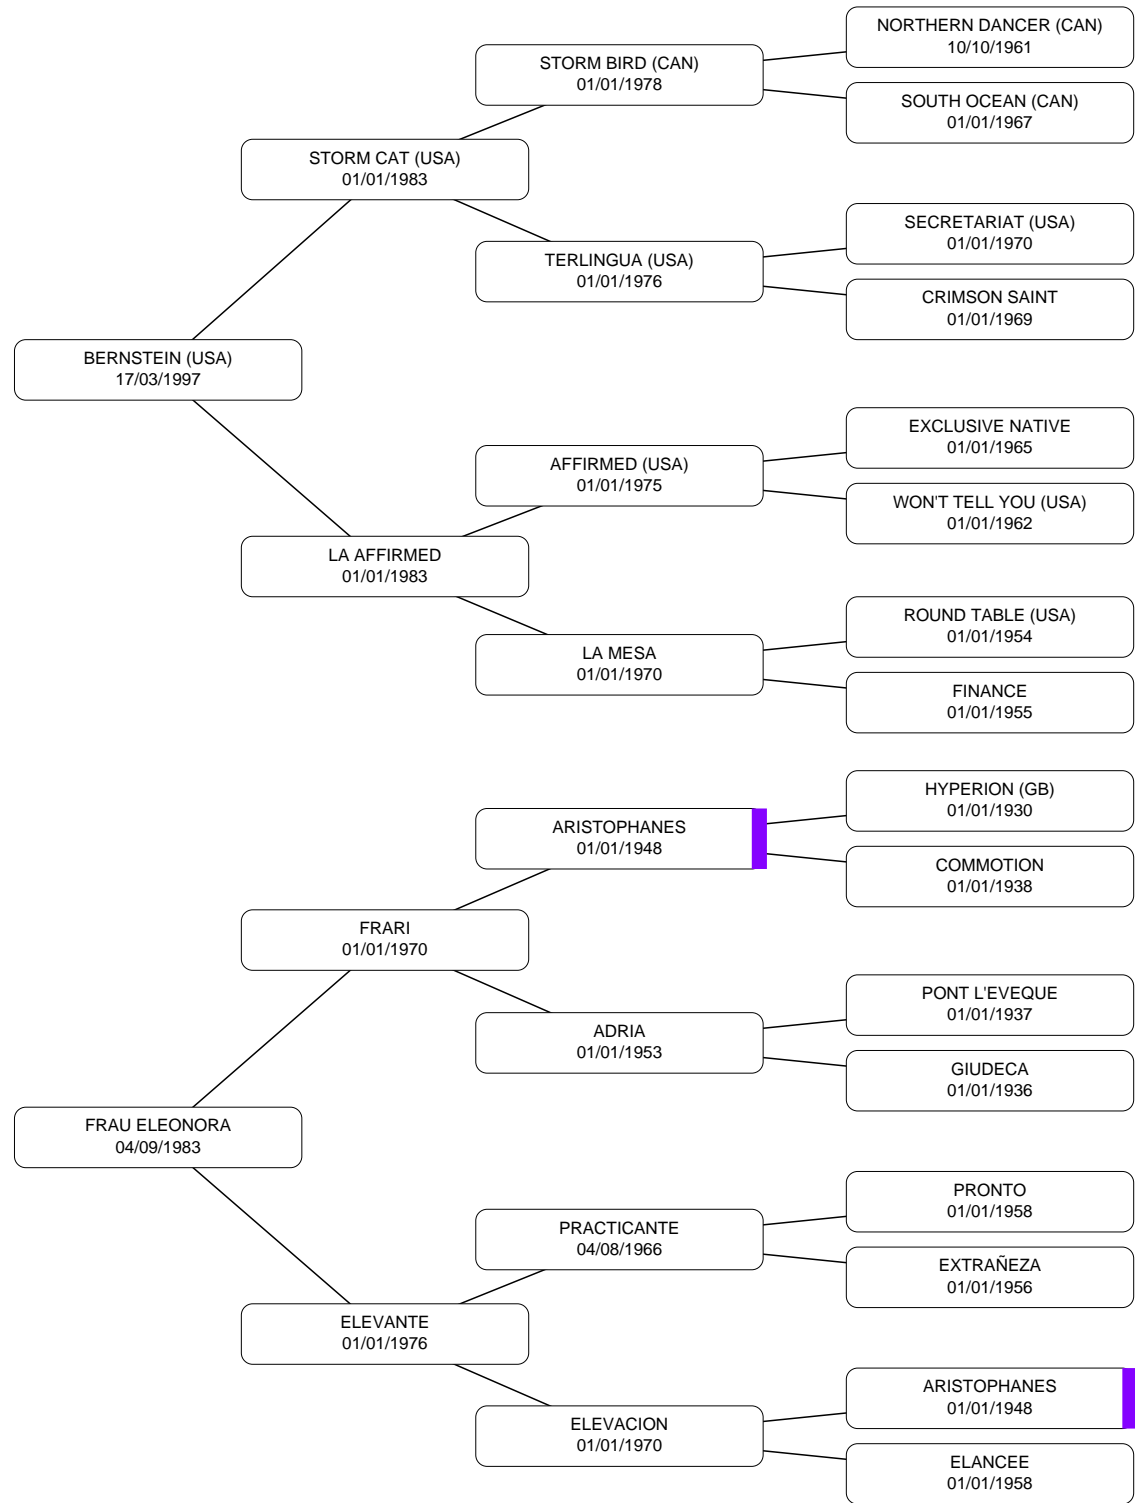 NORTHERN DANCER (CAN)
10/10/1961
STORM BIRD (CAN)
01/01/1978
SOUTH OCEAN (CAN)
01/01/1967
STORM CAT (USA)
01/01/1983
SECRETARIAT (USA)
01/01/1970
TERLINGUA (USA)
01/01/1976
CRIMSON SAINT
01/01/1969
BERNSTEIN (USA)
17/03/1997
EXCLUSIVE NATIVE
01/01/1965
AFFIRMED (USA)
01/01/1975
WON'T TELL YOU (USA)
01/01/1962
LA AFFIRMED
01/01/1983
ROUND TABLE (USA)
01/01/1954
LA MESA
01/01/1970
FINANCE
01/01/1955
HYPERION (GB)
01/01/1930
ARISTOPHANES
01/01/1948
COMMOTION
01/01/1938
FRARI
01/01/1970
PONT L'EVEQUE
01/01/1937
ADRIA
01/01/1953
GIUDECA
01/01/1936
FRAU ELEONORA
04/09/1983
PRONTO
01/01/1958
PRACTICANTE
04/08/1966
EXTRAÑEZA
01/01/1956
ELEVANTE
01/01/1976
ARISTOPHANES
01/01/1948
ELEVACION
01/01/1970
ELANCEE
01/01/1958